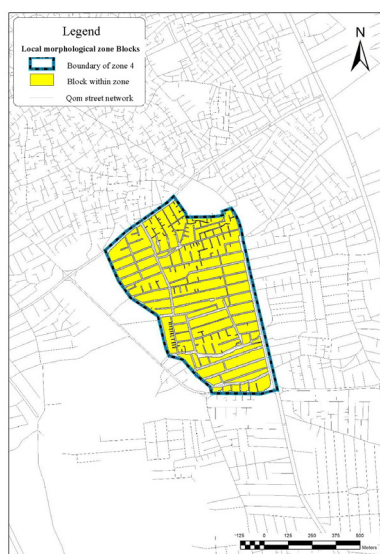 Legend
Local morphological zone Blocks
Boundary of zone 4
Block within zone
Qom street network
N
-125 0 125 250 375 500
Meters